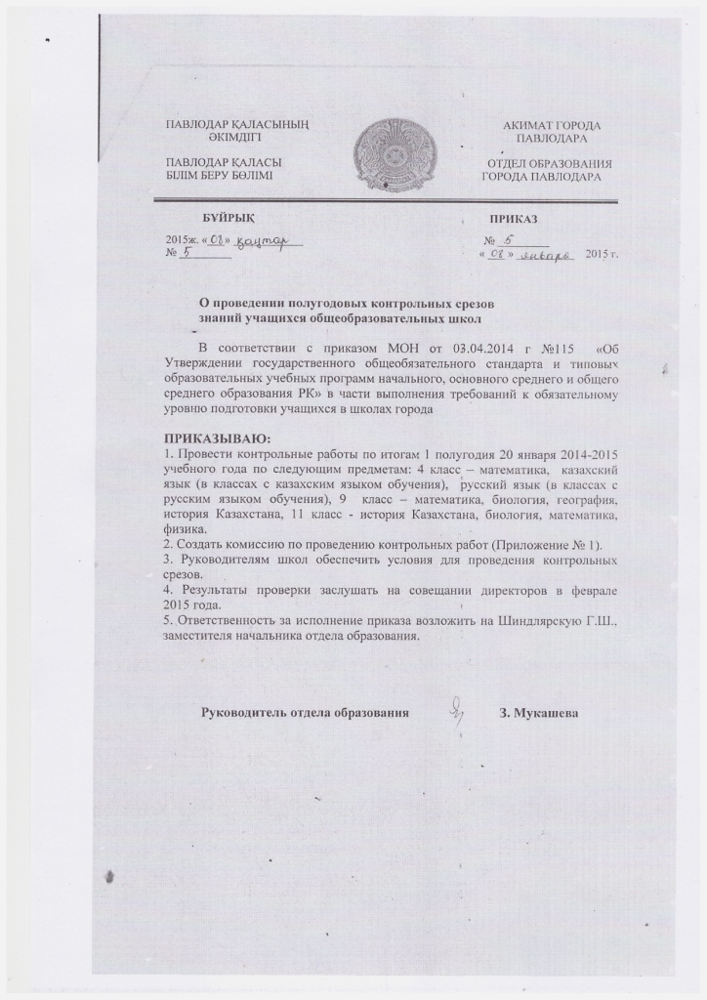 ПАВЛОДАР ҚАЛАСЫНЫҢ
ӘКІМДІГІ
ПАВЛОДАР ҚАЛАСЫ
БІЛІМ БЕРУ БӨЛІМІ
АКИМАТ ГОРОДА
ПАВЛОДАРА
ОТДЕЛ ОБРАЗОВАНИЯ
ГОРОДА ПАВЛОДАРА
БҰЙРЫҚ
2015ж. «08» қаңтар
№ 5
ПРИКАЗ
№ 5
« 08 » января 2015 г.
О проведении полугодовых контрольных срезов
знаний учащихся общеобразовательных школ
В соответствии с приказом МОН от 03.04.2014 г №115 «Об
Утверждении государственного общеобязательного стандарта и типовых
образовательных учебных программ начального, основного среднего и общего
среднего образования РК» в части выполнения требований к обязательному
уровню подготовки учащихся в школах города
ПРИКАЗЫВАЮ:
1. Провести контрольные работы по итогам 1 полугодия 20 января 2014-2015
учебного года по следующим предметам: 4 класс – математика, казахский
язык (в классах с казахским языком обучения), русский язык (в классах с
русским языком обучения), 9 класс – математика, биология, география,
история Казахстана, 11 класс - история Казахстана, биология, математика,
физика.
2. Создать комиссию по проведению контрольных работ (Приложение № 1).
3. Руководителям школ обеспечить условия для проведения контрольных
срезов.
4. Результаты проверки заслушать на совещании директоров в феврале
2015 года.
5. Ответственность за исполнение приказа возложить на Шиндлярскую Г.Ш.,
заместителя начальника отдела образования.
Руководитель отдела образования З. Мукашева